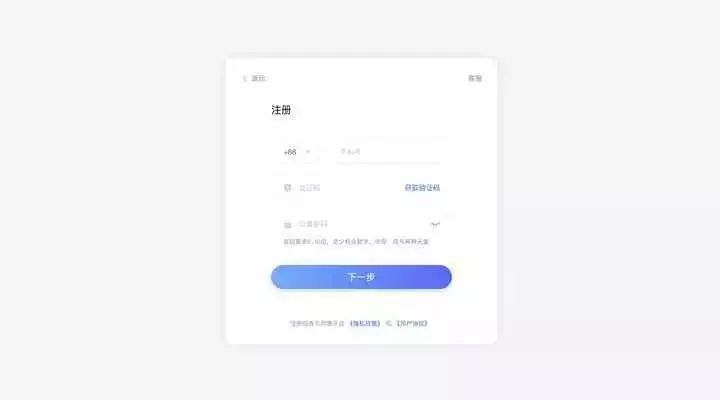 返回
客服
注册
+86
手机号
验证码
获取验证码
设置密码
下一步
《隐私政策》 和 《用户协议》